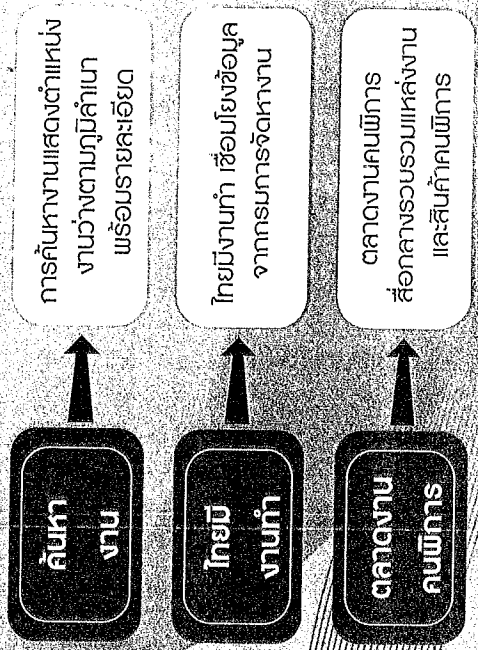 ค้นหา
งาน
การค้นหางานแสดงตำแหน่ง
งานว่างตามภูมิลำเนา
พร้อมรายละเอียด
ไทยมี
งานทำ
ไทยมีงานทำ เชื่อมโยงข้อมูล
จากกรมการจัดหางาน
ตลาดงาน
คนพิการ
ตลาดงานคนพิการ
สื่อกลางรวบรวมแหล่งงาน
และสินค้าคนพิการ